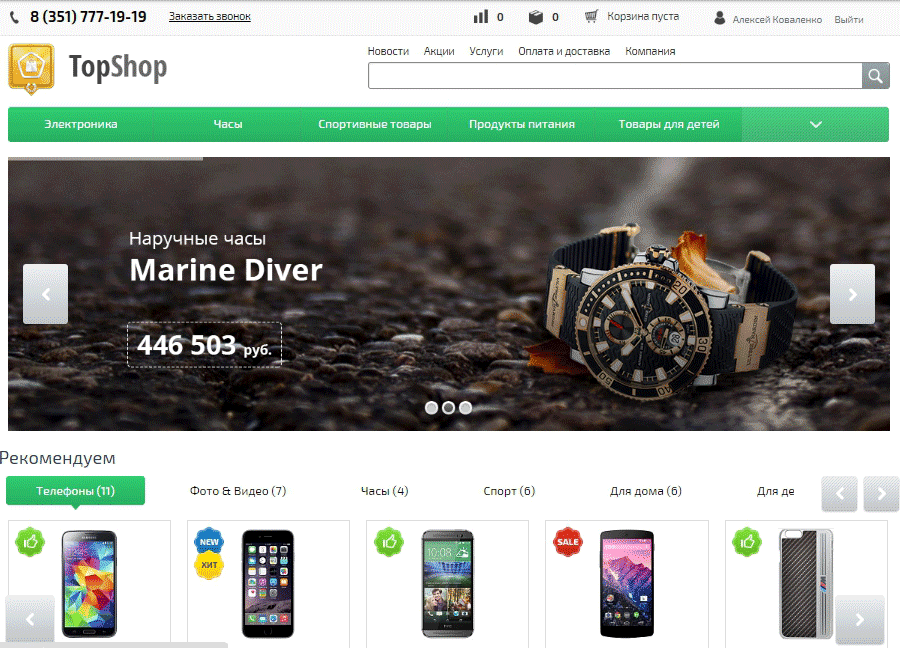 8 (351) 777-19-19 Заказать звонок 0 0 Корзина пуста Алексей Коваленко Выйти
TopShop
Новости Акции Услуги Оплата и доставка Компания
Электроника Часы Спортивные товары Продукты питания Товары для детей
Наручные часы
Marine Diver
446 503 руб.
Рекомендуем
Телефоны (11) Фото & Видео (7) Часы (4) Спорт (6) Для дома (6) Для де
NEW SALE
ХИТ